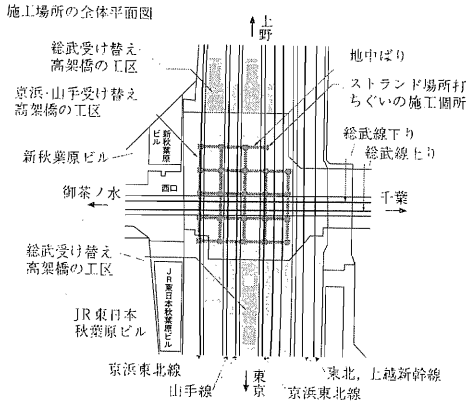 施工場所の全体平面図
上野
総武受け替え
高架橋の工区
地中ばり
京浜・山手受け替え
高架橋の工区
ストランド場所打
ちぐいの施工個所
総武線下り
総武線上り
新秋葉原ビル
新秋葉原
ビル
西口
御茶ノ水
千葉
総武受け替え
高架橋の工区
JR東日本
秋葉原ビル
JR東日本秋葉原ビル
京浜東北線
山手線
東京
京浜東北線
東北，上越新幹線